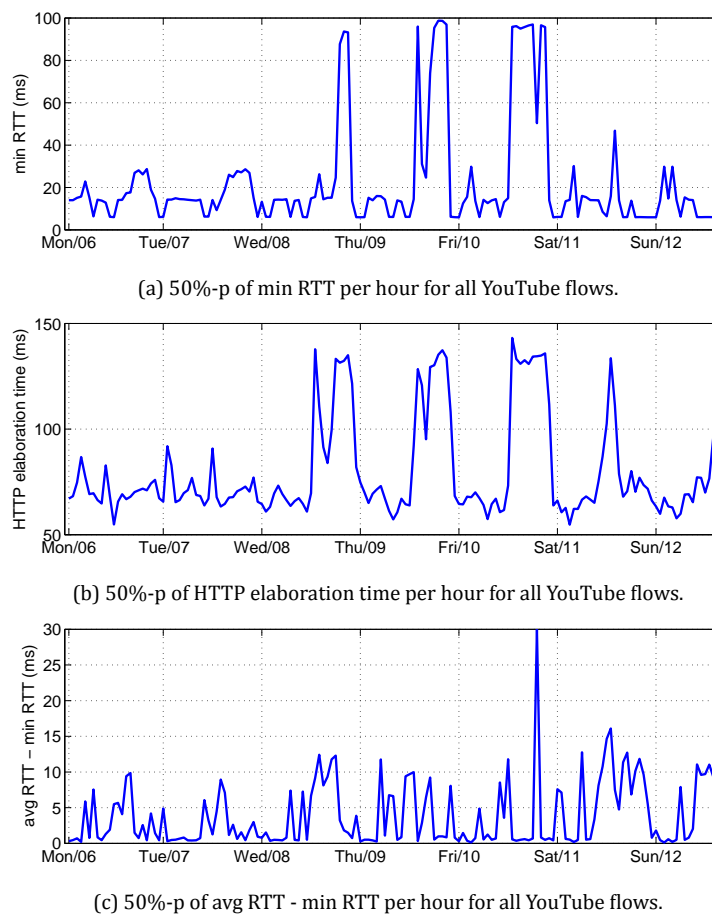 100
80
60
40
20
0
min RTT (ms)
Mon/06 Tue/07 Wed/08 Thu/09 Fri/10 Sat/11 Sun/12
(a) 50%-p of min RTT per hour for all YouTube flows.
150
100
50
HTTP elaboration time (ms)
Mon/06 Tue/07 Wed/08 Thu/09 Fri/10 Sat/11 Sun/12
(b) 50%-p of HTTP elaboration time per hour for all YouTube flows.
30
25
20
15
10
5
0
avg RTT − min RTT (ms)
Mon/06 Tue/07 Wed/08 Thu/09 Fri/10 Sat/11 Sun/12
(c) 50%-p of avg RTT - min RTT per hour for all YouTube flows.